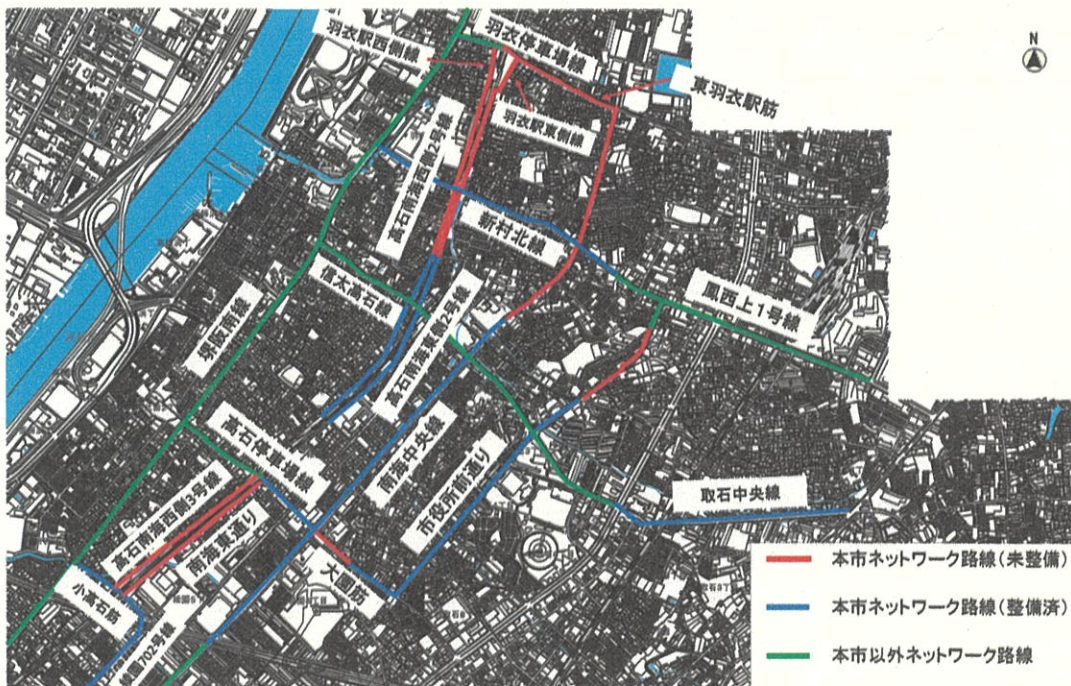 N
羽衣停車場線
羽衣駅西側線
東羽衣駅筋
羽衣駅東側線
高石南海西側2号線
新村北線
鳳西上1号線
信太高石線
高石南海東側2号線
堺阪南線
南海中央線
高石停車場線
市役所前通り
取石中央線
高石南海西側3号線
南海東通り
大園筋
小高石筋
綾園702号線
本市ネットワーク路線(未整備)
本市ネットワーク路線(整備済)
本市以外ネットワーク路線